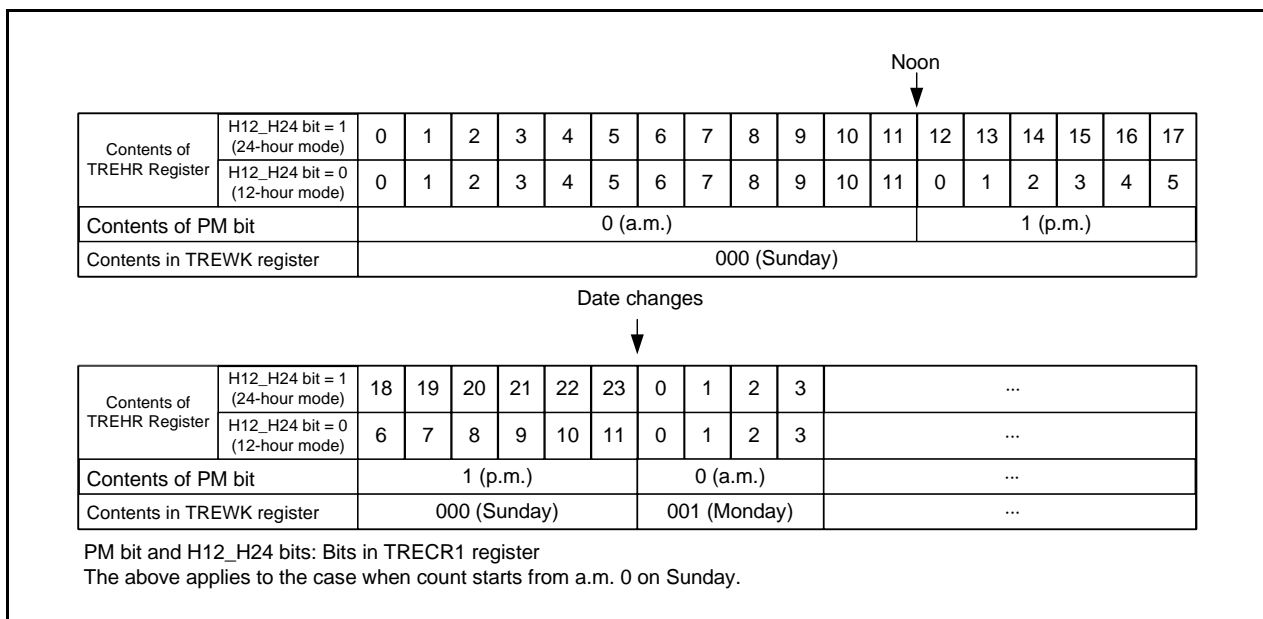 Noon
Contents of TREHR Register
H12_H24 bit = 1 (24-hour mode) 0 1 2 3 4 5 6 7 8 9 10 11 12 13 14 15 16 17
H12_H24 bit = 0 (12-hour mode) 0 1 2 3 4 5 6 7 8 9 10 11 0 1 2 3 4 5
Contents of PM bit 0 (a.m.) 1 (p.m.)
Contents in TREWK register 000 (Sunday)
Date changes
Contents of TREHR Register
H12_H24 bit = 1 (24-hour mode) 18 19 20 21 22 23 0 1 2 3 ...
H12_H24 bit = 0 (12-hour mode) 6 7 8 9 10 11 0 1 2 3 ...
Contents of PM bit 1 (p.m.) 0 (a.m.) ...
Contents in TREWK register 000 (Sunday) 001 (Monday) ...
PM bit and H12_H24 bits: Bits in TRECR1 register
The above applies to the case when count starts from a.m. 0 on Sunday.